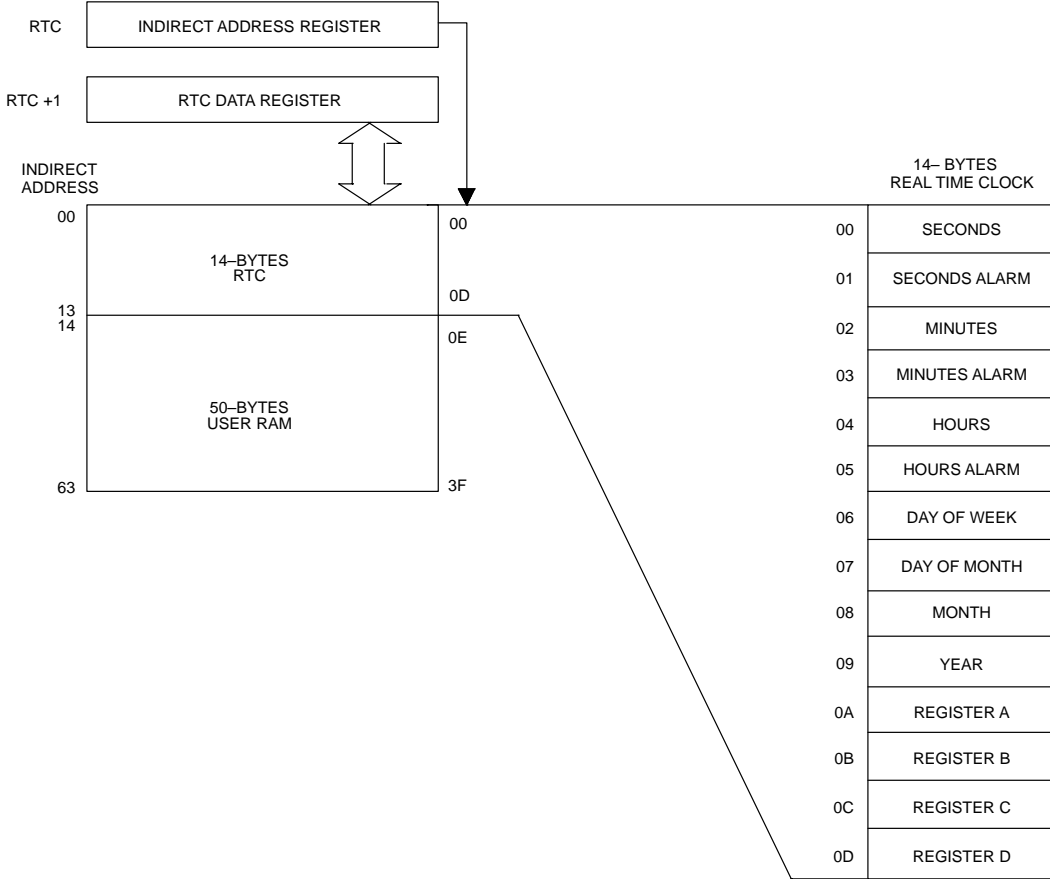 RTC
INDIRECT ADDRESS REGISTER
RTC +1
RTC DATA REGISTER
INDIRECT
ADDRESS
00
13
14
63
14–BYTES
RTC
50–BYTES
USER RAM
00
0D
0E
3F
14– BYTES
REAL TIME CLOCK
00 SECONDS
01 SECONDS ALARM
02 MINUTES
03 MINUTES ALARM
04 HOURS
05 HOURS ALARM
06 DAY OF WEEK
07 DAY OF MONTH
08 MONTH
09 YEAR
0A REGISTER A
0B REGISTER B
0C REGISTER C
0D REGISTER D